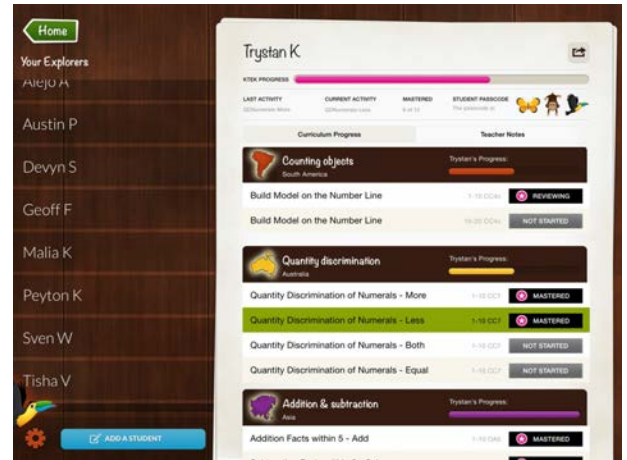 Home
Your Explorers
Alejo A
Austin P
Devyn S
Geoff F
Malia K
Peyton K
Sven W
Tisha V
ADD A STUDENT
Trystan K.
KTEK PROGRESS
LAST ACTIVITY CURRENT ACTIVITY MASTERED STUDENT PASSCODE
Curriculum Progress Teacher Notes
Counting objects Trystan's Progress:
South America
Build Model on the Number Line REVIEWING
Build Model on the Number Line NOT STARTED
Quantity discrimination Trystan's Progress:
Australia
Quantity Discrimination of Numerals - More MASTERED
Quantity Discrimination of Numerals - Less MASTERED
Quantity Discrimination of Numerals - Both NOT STARTED
Quantity Discrimination of Numerals - Equal NOT STARTED
Addition & subtraction Trystan's Progress:
Asia
Addition Facts within 5 - Add MASTERED